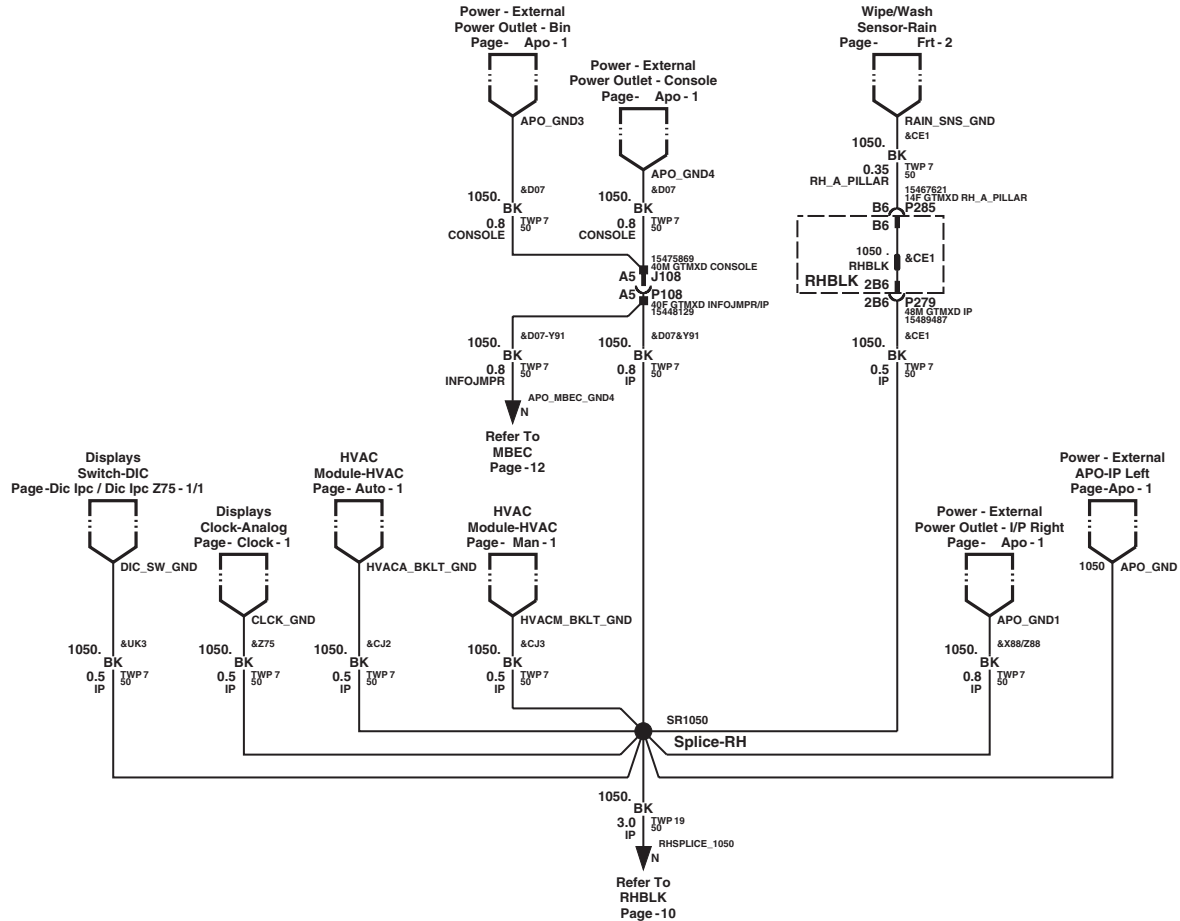 Power - External
Power Outlet - Bin
Page- Apo - 1
APO_GND3
Power - External
Power Outlet - Console
Page- Apo - 1
APO_GND4
Wipe/Wash
Sensor-Rain
Page- Frt - 2
RAIN_SNS_GND
&CE1
1050.
BK
0.35
TWP 7
50
RH_A_PILLAR
15467621
14F GTMXD RH_A_PILLAR
B6 P285
B6
1050 .
RHBLK
&CE1
RHBLK
2B6
2B6 P279
48M GTMXD IP
15489487
&CE1
1050.
BK
0.5
TWP 7
50
IP
&D07
1050.
BK
0.8
TWP 7
50
CONSOLE
&D07
1050.
BK
0.8
TWP 7
50
CONSOLE
15475869
40M GTMXD CONSOLE
A5 J108
A5 P108
40F GTMXD INFOJMPR/IP
15448129
&D07-Y91
1050.
BK
0.8
TWP 7
50
INFOJMPR
APO_MBEC_GND4
N
Refer To
MBEC
Page -12
&D07&Y91
1050.
BK
0.8
TWP 7
50
IP
Displays
Switch-DIC
Page-Dic Ipc / Dic Ipc Z75 - 1/1
DIC_SW_GND
&UK3
1050.
BK
0.5
TWP 7
50
IP
Displays
Clock-Analog
Page- Clock - 1
CLCK_GND
&Z75
1050.
BK
0.5
TWP 7
50
IP
HVAC
Module-HVAC
Page- Auto - 1
HVACA_BKLT_GND
&CJ2
1050.
BK
0.5
TWP 7
50
IP
HVAC
Module-HVAC
Page- Man - 1
HVACM_BKLT_GND
&CJ3
1050.
BK
0.5
TWP 7
50
IP
Power - External
Power Outlet - I/P Right
Page- Apo - 1
APO_GND1
&X88/Z88
1050.
BK
0.8
TWP 7
50
IP
Power - External
APO-IP Left
Page-Apo - 1
1050 APO_GND
SR1050
Splice-RH
1050.
BK
3.0
TWP 19
50
IP
RHSPLICE_1050
N
Refer To
RHBLK
Page -10